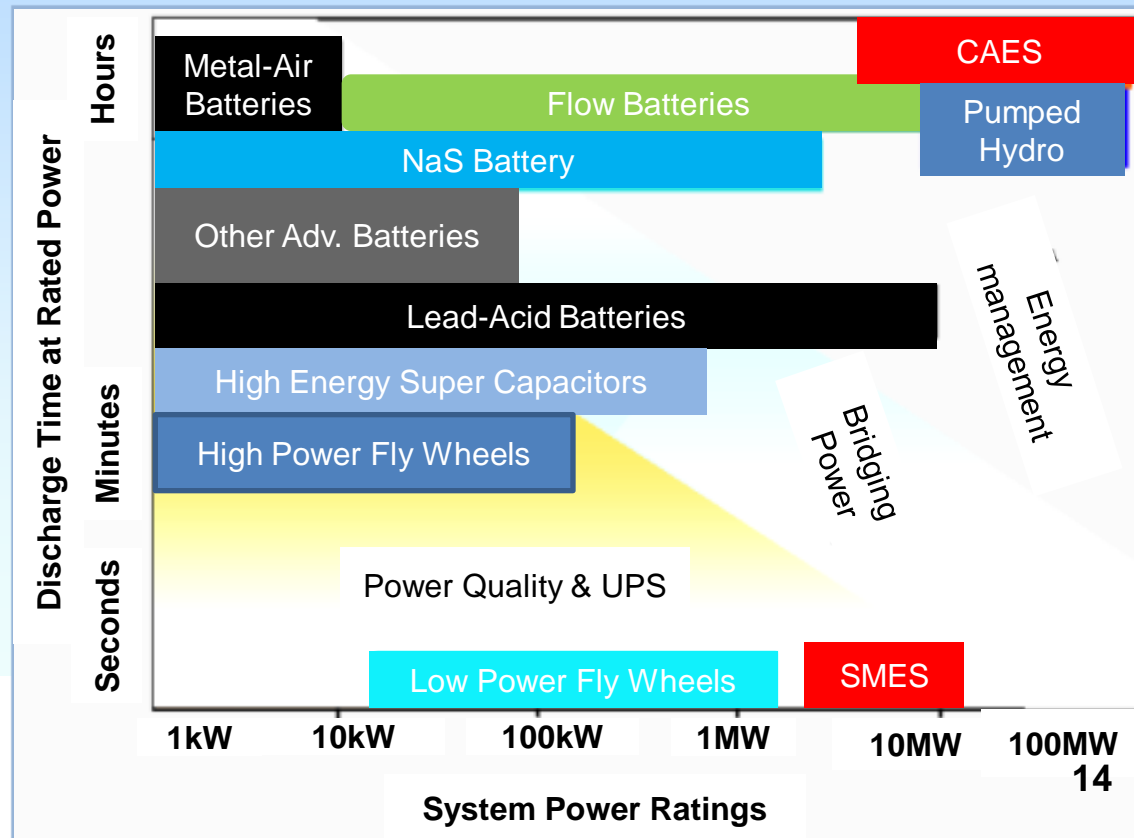 Discharge Time at Rated Power
Hours
Minutes
Seconds
CAES
Metal-Air
Batteries
Flow Batteries
Pumped
Hydro
NaS Battery
Other Adv. Batteries
Energy
management
Lead-Acid Batteries
High Energy Super Capacitors
Bridging
Power
High Power Fly Wheels
Power Quality & UPS
Low Power Fly Wheels
SMES
1kW 10kW 100kW 1MW 10MW 100MW
14
System Power Ratings